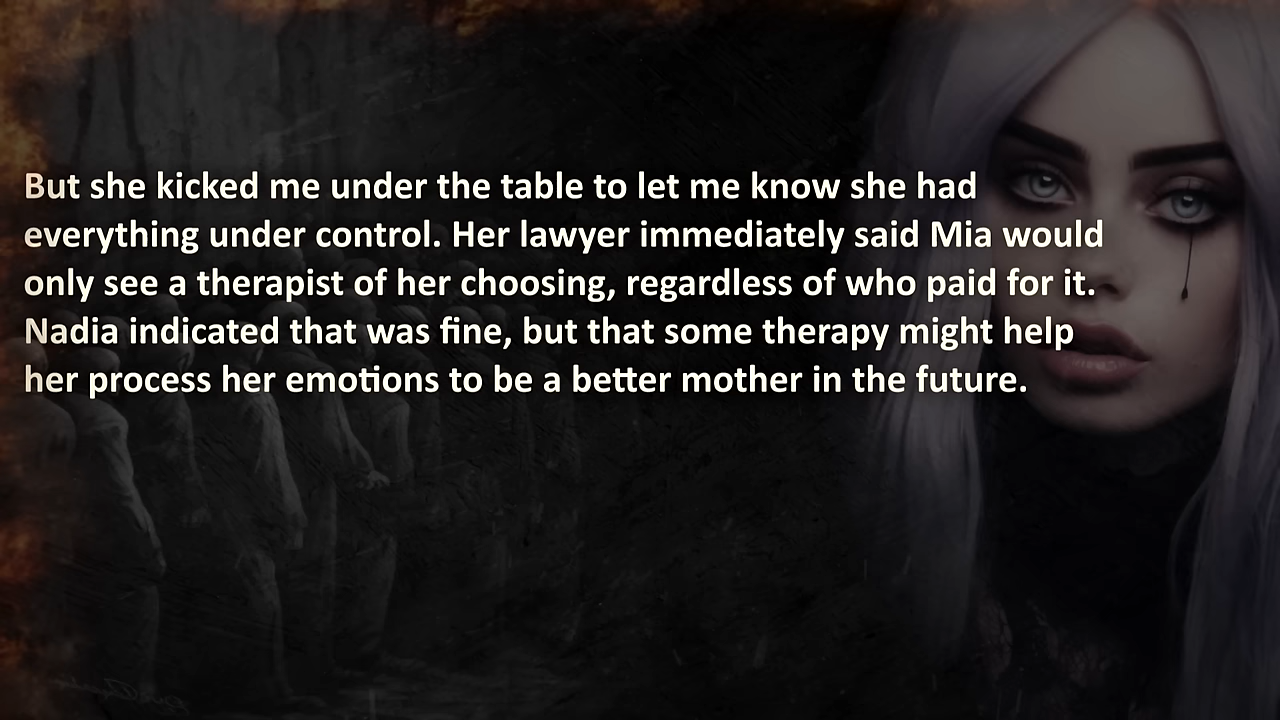 But she kicked me under the table to let me know she had
everything under control. Her lawyer immediately said Mia would
only see a therapist of her choosing, regardless of who paid for it.
Nadia indicated that was fine, but that some therapy might help
her process her emotions to be a better mother in the future.